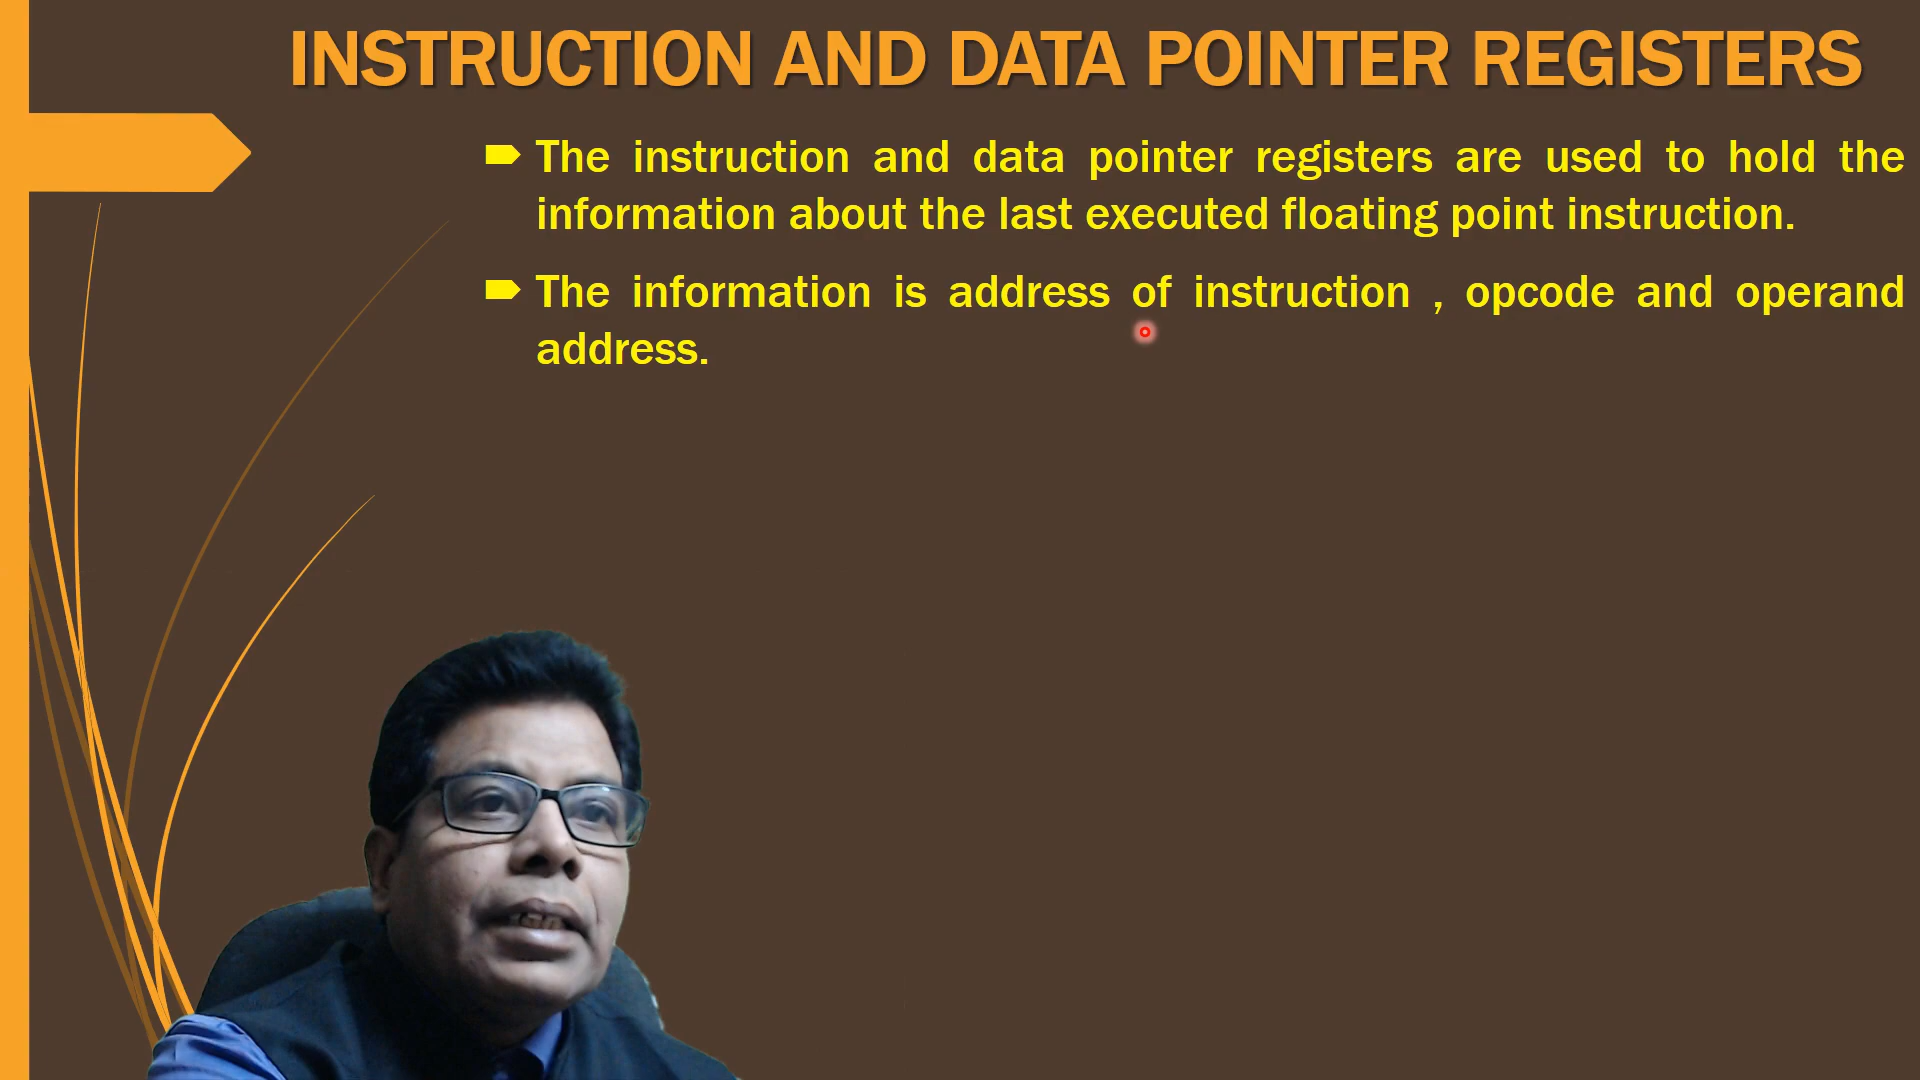 INSTRUCTION AND DATA POINTER REGISTERS
The instruction and data pointer registers are used to hold the
information about the last executed floating point instruction.
The information is address of instruction , opcode and operand
address.